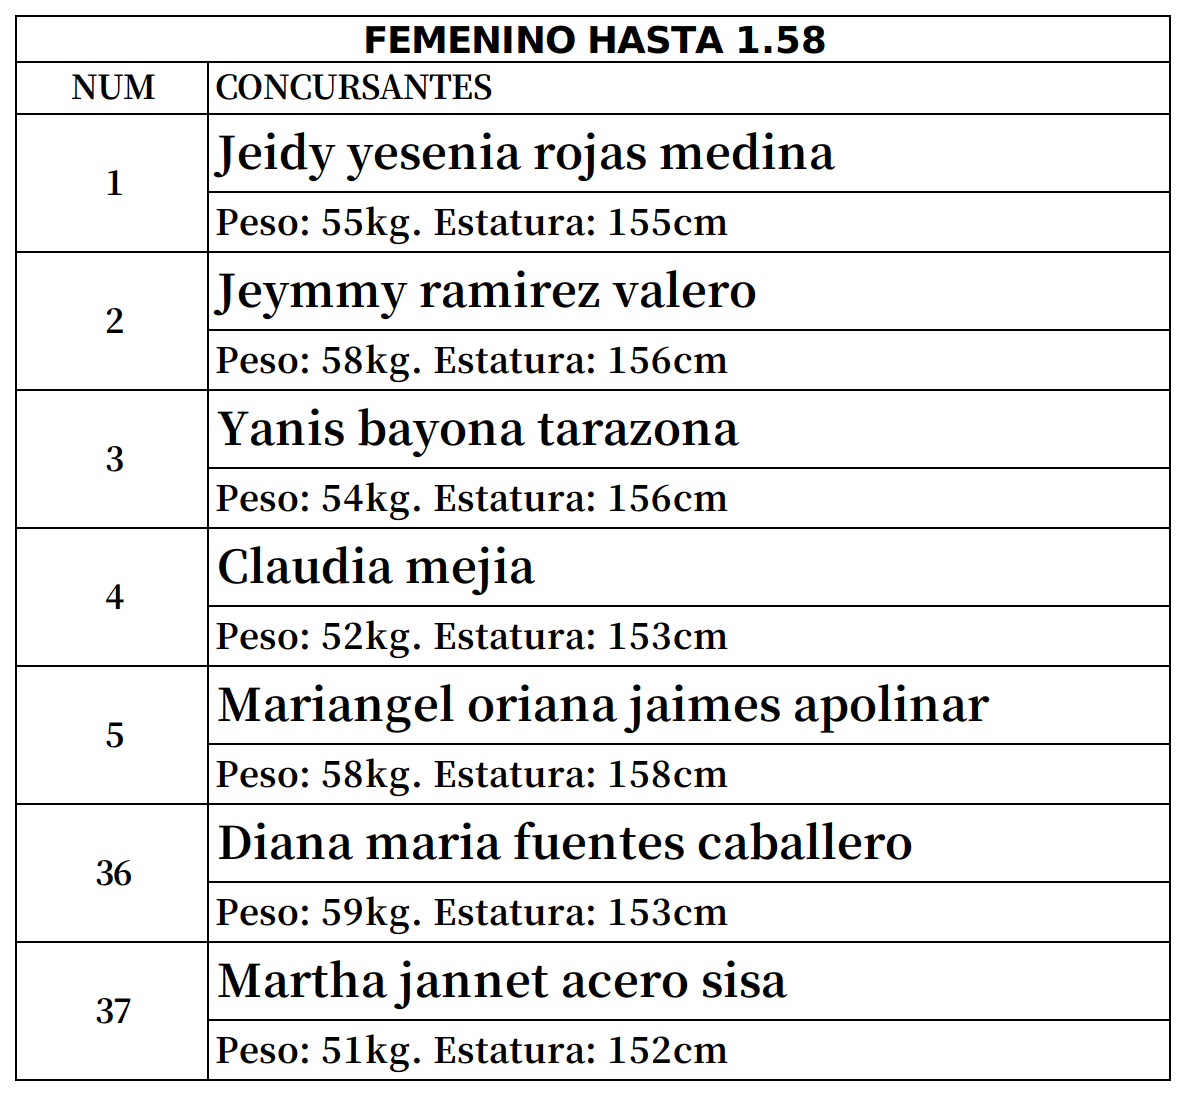 FEMENINO HASTA 1.58
NUM CONCURSANTES
1
Jeidy yesenia rojas medina
Peso: 55kg. Estatura: 155cm
2
Jeymmy ramirez valero
Peso: 58kg. Estatura: 156cm
3
Yanis bayona tarazona
Peso: 54kg. Estatura: 156cm
4
Claudia mejia
Peso: 52kg. Estatura: 153cm
5
Mariangel oriana jaimes apolinar
Peso: 58kg. Estatura: 158cm
36
Diana maria fuentes caballero
Peso: 59kg. Estatura: 153cm
37
Martha jannet acero sisa
Peso: 51kg. Estatura: 152cm